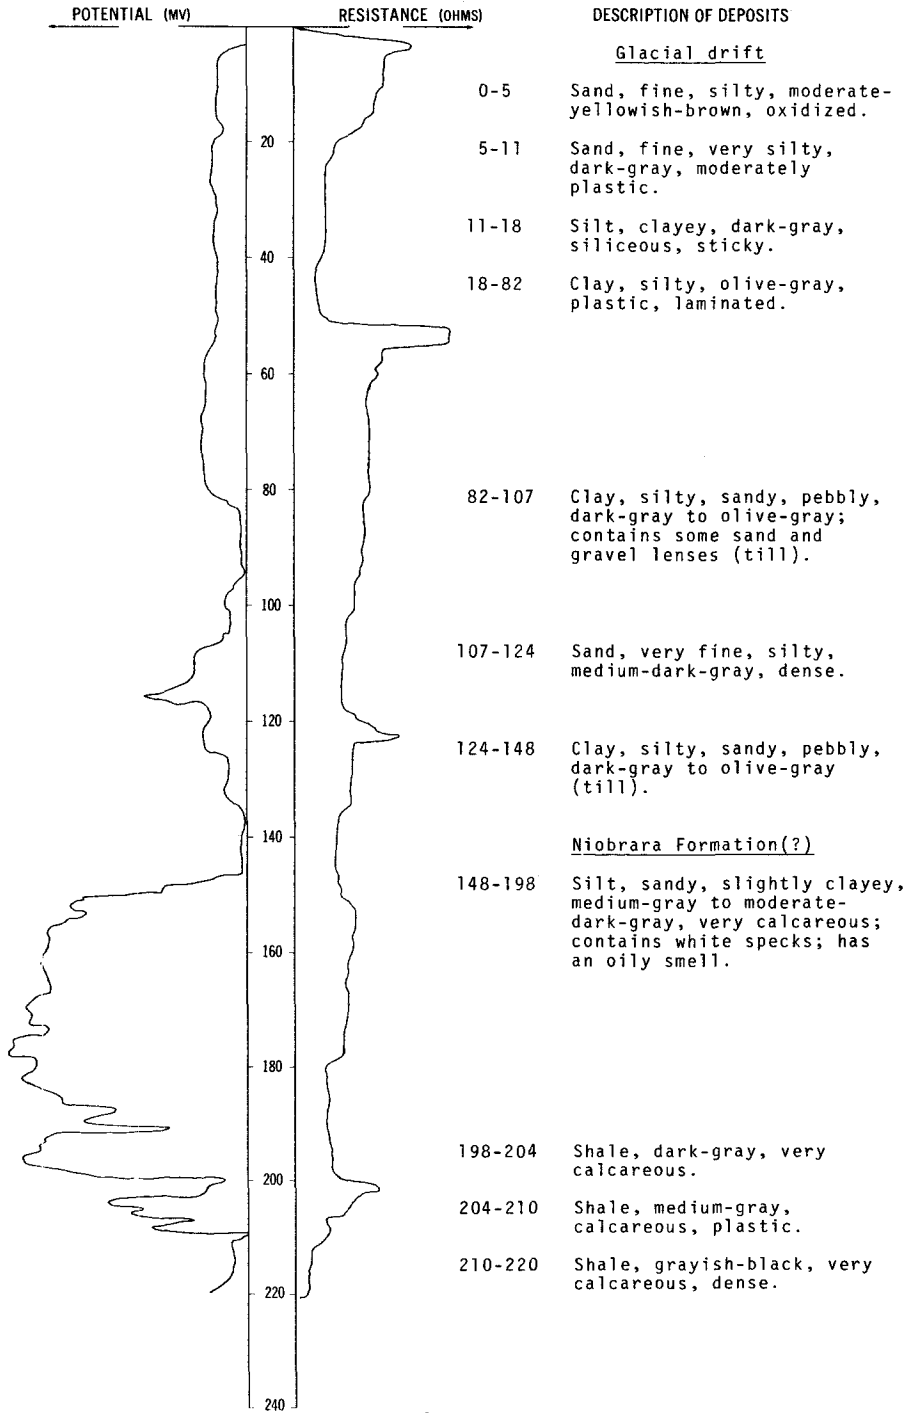 POTENTIAL (MV)
RESISTANCE (OHMS)
DESCRIPTION OF DEPOSITS
Glacial drift
0-5 Sand, fine, silty, moderate-
yellowish-brown, oxidized.
5-11 Sand, fine, very silty,
dark-gray, moderately
plastic.
11-18 Silt, clayey, dark-gray,
siliceous, sticky.
18-82 Clay, silty, olive-gray,
plastic, laminated.
82-107 Clay, silty, sandy, pebbly,
dark-gray to olive-gray;
contains some sand and
gravel lenses (till).
107-124 Sand, very fine, silty,
medium-dark-gray, dense.
124-148 Clay, silty, sandy, pebbly,
dark-gray to olive-gray
(till).
Niobrara Formation(?)
148-198 Silt, sandy, slightly clayey,
medium-gray to moderate-
dark-gray, very calcareous;
contains white specks; has
an oily smell.
198-204 Shale, dark-gray, very
calcareous.
204-210 Shale, medium-gray,
calcareous, plastic.
210-220 Shale, grayish-black, very
calcareous, dense.
20
40
60
80
100
120
140
160
180
200
220
240